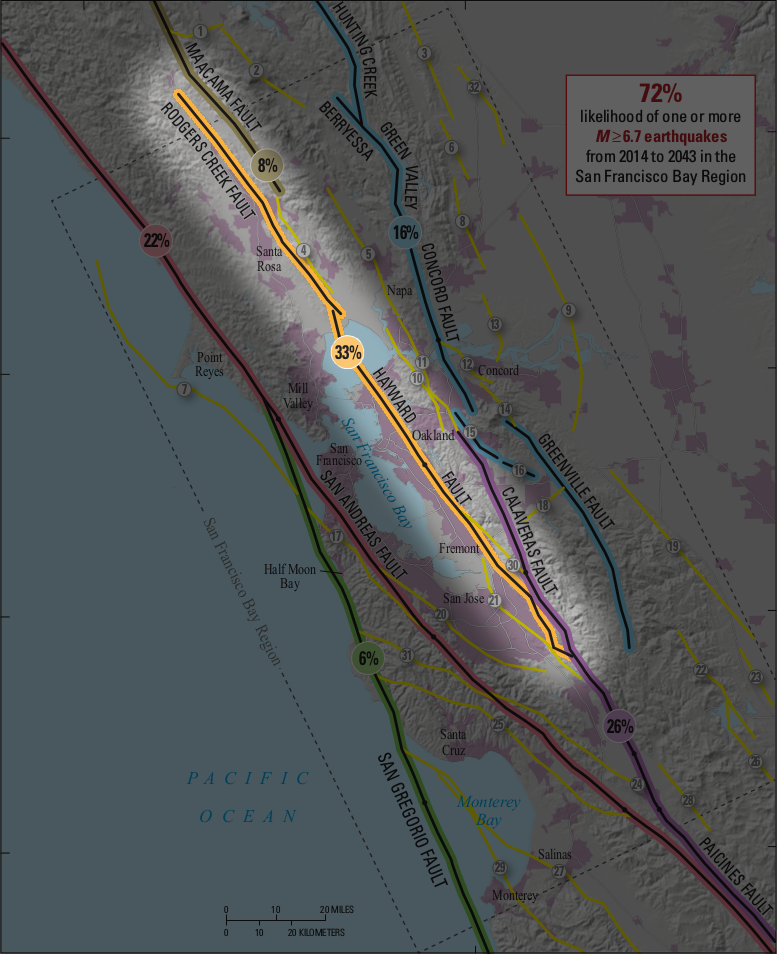 72%
likelihood of one or more
M≥6.7 earthquakes
from 2014 to 2043 in the
San Francisco Bay Region
HUNTING CREEK
BERRYESSA
GREEN VALLEY
CONCORD FAULT
MAACAMA FAULT
RODGERS CREEK FAULT
1
2
3
32
6
8%
22%
16%
8
4
5
Santa
Rosa
Napa
9
13
33%
7
Point
Reyes
Mill
Valley
HAYWARD
FAULT
11
10
12
Concord
14
15
Oakland
16
San
Francisco
San Francisco Bay
SAN ANDREAS FAULT
CALAVERAS FAULT
GREENVILLE FAULT
18
17
19
Fremont
30
Half Moon
Bay
San Jose
21
20
San Francisco Bay Region
6%
31
22
23
26%
25
Santa
Cruz
26
24
28
PACIFIC
OCEAN
SAN GREGORIO FAULT
Monterey
Bay
PAICINES FAULT
Salinas
29
27
Monterey
0 10 20 MILES
0 10 20 KILOMETERS